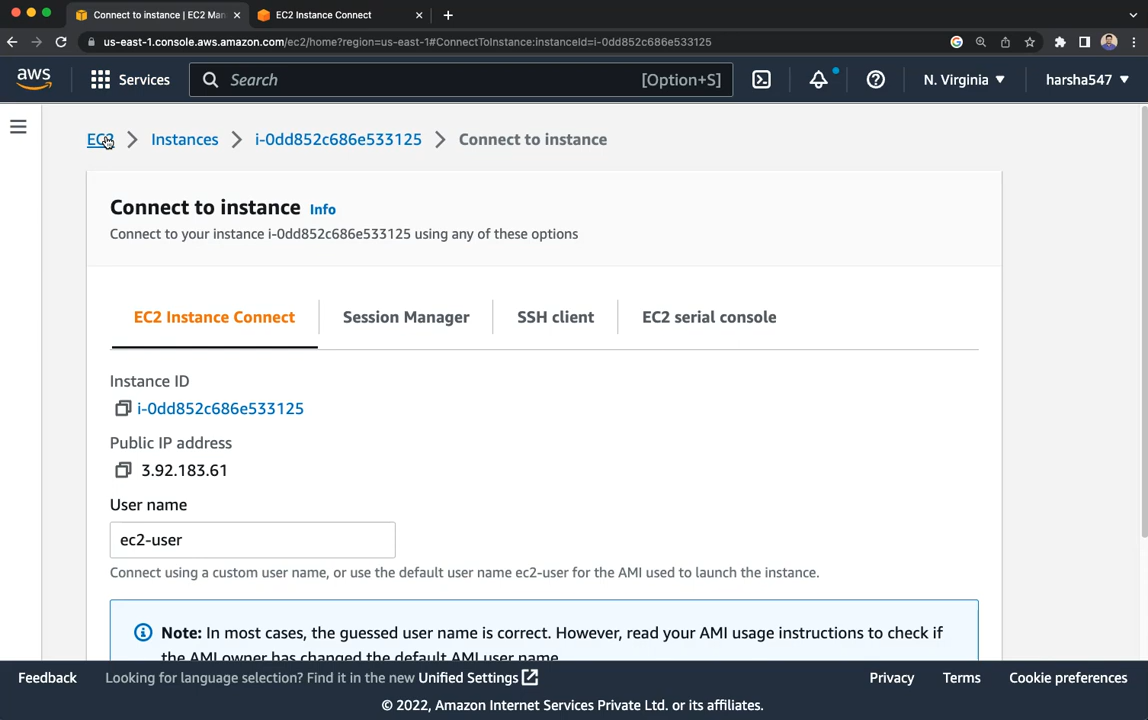 Connect to instance | EC2 Man
EC2 Instance Connect
us-east-1.console.aws.amazon.com/ec2/home?region=us-east-1#ConnectToInstance:instanceId=i-0dd852c686e533125
aws
Services
Search
[Option+S]
N. Virginia
harsha547
EC2
Instances
i-0dd852c686e533125
Connect to instance
Connect to instance Info
Connect to your instance i-0dd852c686e533125 using any of these options
EC2 Instance Connect
Session Manager
SSH client
EC2 serial console
Instance ID
i-0dd852c686e533125
Public IP address
3.92.183.61
User name
ec2-user
Connect using a custom user name, or use the default user name ec2-user for the AMI used to launch the instance.
Note: In most cases, the guessed user name is correct. However, read your AMI usage instructions to check if
the AMI owner has changed the default AMI user name.
Feedback
Looking for language selection? Find it in the new Unified Settings
Privacy
Terms
Cookie preferences
© 2022, Amazon Internet Services Private Ltd. or its affiliates.